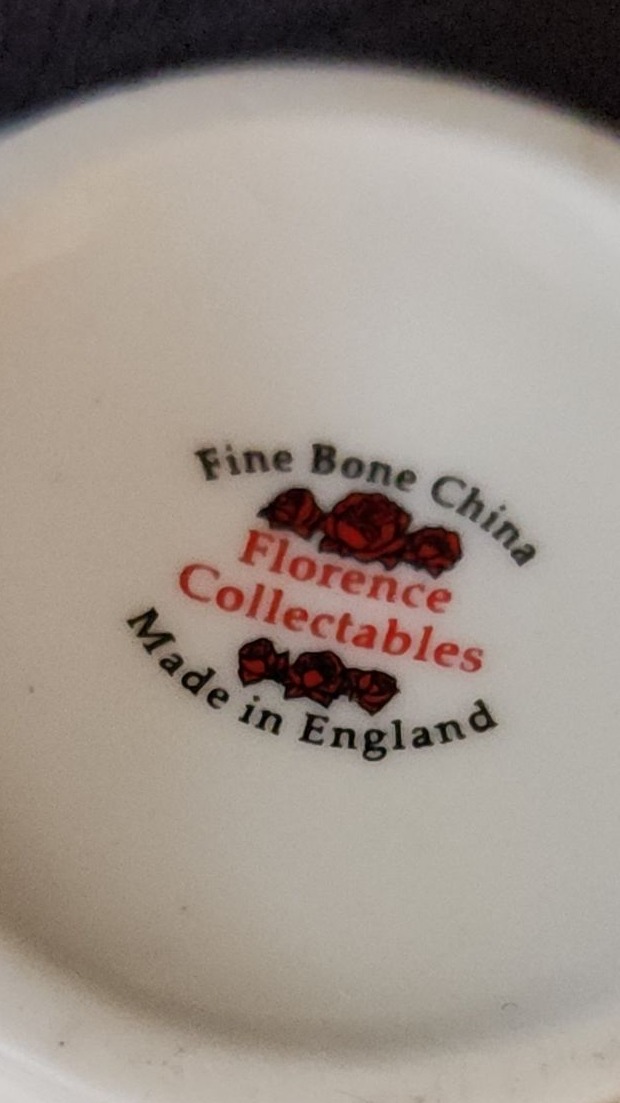 Fine Bone China
Florence
Collectables
Made in England